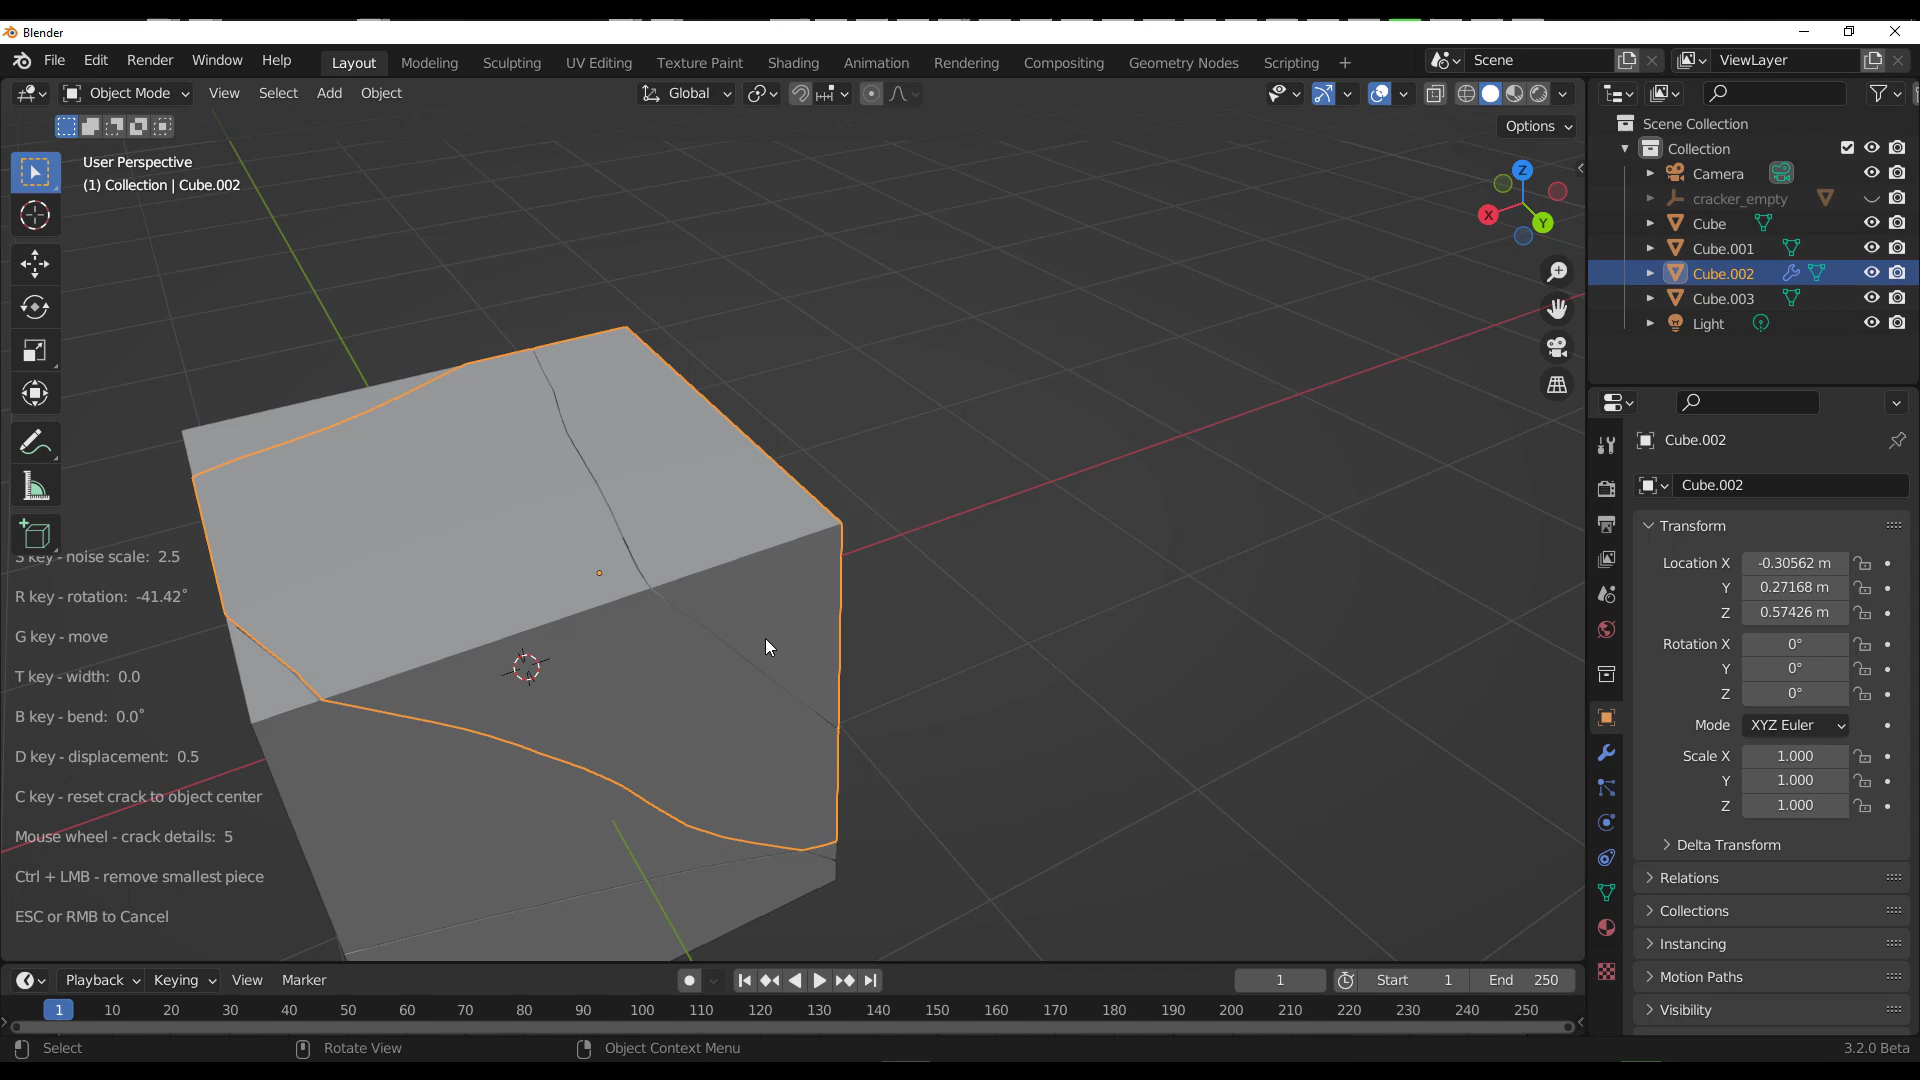 Blender
File Edit Render Window Help Layout Modeling Sculpting UV Editing Texture Paint Shading Animation Rendering Compositing Geometry Nodes Scripting + Scene ViewLayer
Object Mode View Select Add Object Global
Options
User Perspective
(1) Collection | Cube.002
Z
X
Y
S key - noise scale: 2.5
R key - rotation: -41.42°
G key - move
T key - width: 0.0
B key - bend: 0.0°
D key - displacement: 0.5
C key - reset crack to object center
Mouse wheel - crack details: 5
Ctrl + LMB - remove smallest piece
ESC or RMB to Cancel
Scene Collection
Collection
Camera
cracker_empty
Cube
Cube.001
Cube.002
Cube.003
Light
Cube.002
Cube.002
Transform
Location X -0.30562 m
Y 0.27168 m
Z 0.57426 m
Rotation X 0°
Y 0°
Z 0°
Mode XYZ Euler
Scale X 1.000
Y 1.000
Z 1.000
Delta Transform
Relations
Collections
Instancing
Motion Paths
Visibility
Playback Keying View Marker 1 Start 1 End 250
1 10 20 30 40 50 60 70 80 90 100 110 120 130 140 150 160 170 180 190 200 210 220 230 240 250
Select Rotate View Object Context Menu 3.2.0 Beta